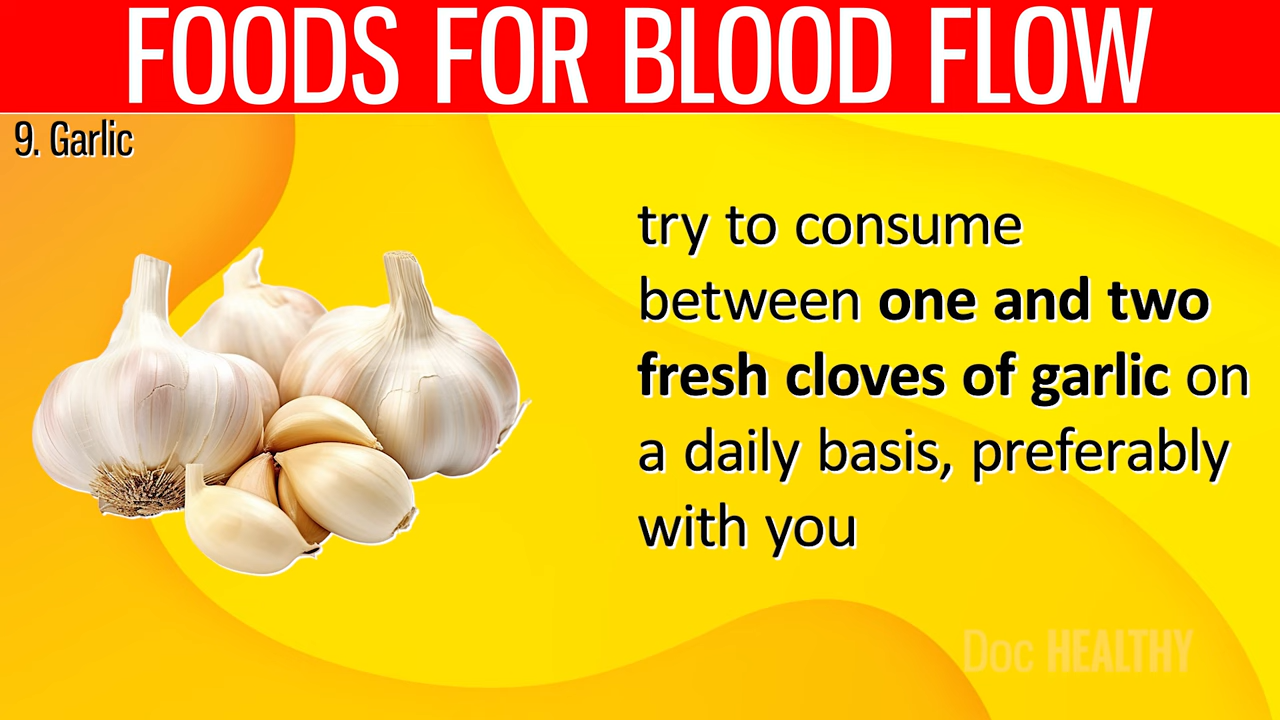 FOODS FOR BLOOD FLOW
9. Garlic
try to consume
between one and two
fresh cloves of garlic on
a daily basis, preferably
with you
Doc HEALTHY